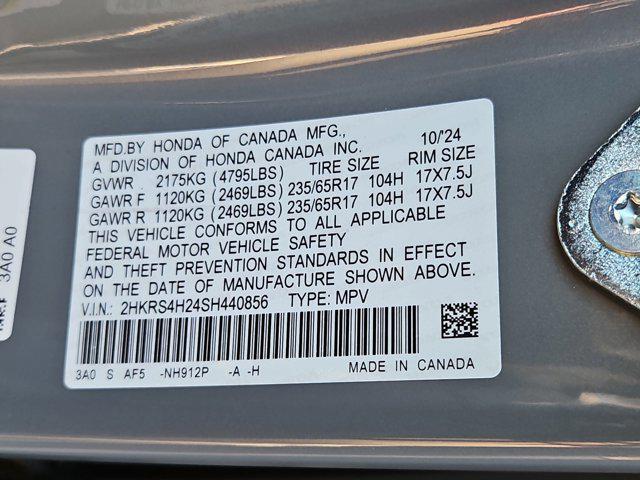 MFD.BY HONDA OF CANADA MFG., 10/'24
A DIVISION OF HONDA CANADA INC.
GVWR . 2175KG (4795LBS) TIRE SIZE RIM SIZE
GAWR F 1120KG (2469LBS) 235/65R17 104H 17X7.5J
GAWR R 1120KG (2469LBS) 235/65R17 104H 17X7.5J
THIS VEHICLE CONFORMS TO ALL APPLICABLE
FEDERAL MOTOR VEHICLE SAFETY
AND THEFT PREVENTION STANDARDS IN EFFECT
ON THE DATE OF MANUFACTURE SHOWN ABOVE.
V.I.N.: 2HKRS4H24SH440856 TYPE: MPV
3A0 S AF5 -NH912P -A -H MADE IN CANADA
3A0 A0